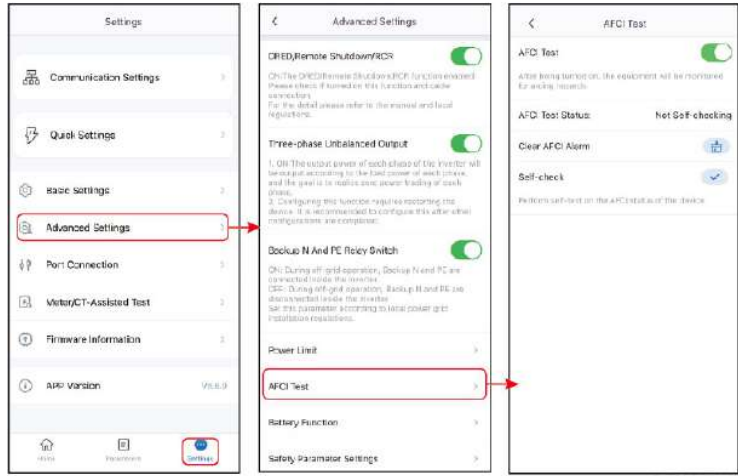 Settings
Communication Settings
Quick Settings
Basic Settings
Advanced Settings
Port Connection
Meter/CT-Assisted Test
Firmware Information
APP Version
Home
Parameters
Settings
Advanced Settings
DRED/Remote Shutdown/RCR
ON:The DRED/Remote Shutdown/RCR function enabled.
Please check if turned on this function and cable
connection.
For the detail please refer to the manual and local
regulations.
Three-phase Unbalanced Output
1. ON:The output power of each phase of the inverter will
be output according to the load power of each phase,
and the goal is to realize zero power trading of each
phase.
2. Configuring this function requires restarting the
device. It is recommended to configure this after other
configurations are completed.
Backup N And PE Relay Switch
ON: During off-grid operation, Backup N and PE are
connected inside the inverter.
OFF: During off-grid operation, Backup N and PE are
disconnected inside the inverter.
Set this parameter according to local power grid
installation regulations.
Power Limit
AFCI Test
Battery Function
Safety Parameter Settings
AFCI Test
AFCI Test
After being turned on, the equipment will be monitored
for arcing hazards.
AFCI Test Status:
Not Self-checking
Clear AFCI Alarm
Self-check
Perform self-test on the AFCI status of the device